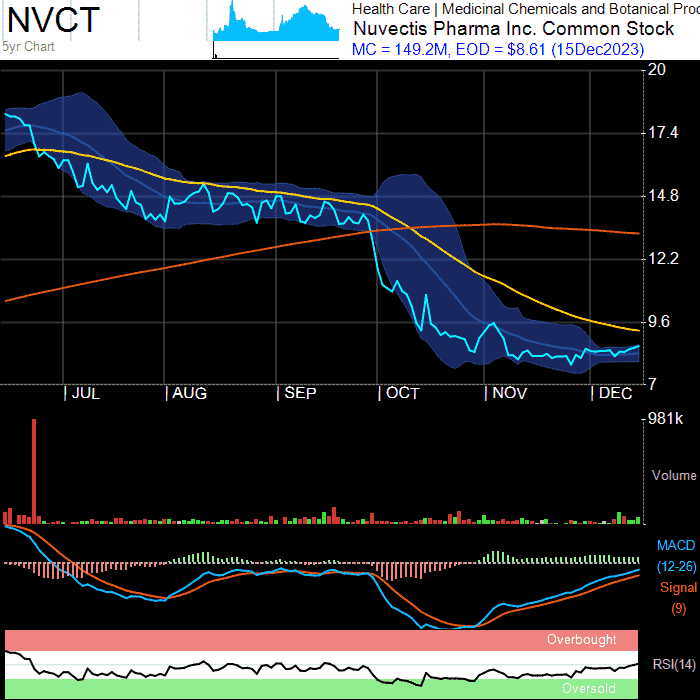 NVCT
5yr Chart
Health Care | Medicinal Chemicals and Botanical Proc
Nuvectis Pharma Inc. Common Stock
MC = 149.2M, EOD = $8.61 (15Dec2023)
20
17.4
14.8
12.2
9.6
7
| JUL | AUG | SEP | OCT | NOV | DEC
981k
Volume
MACD
(12-26)
Signal
(9)
Overbought
RSI(14)
Oversold